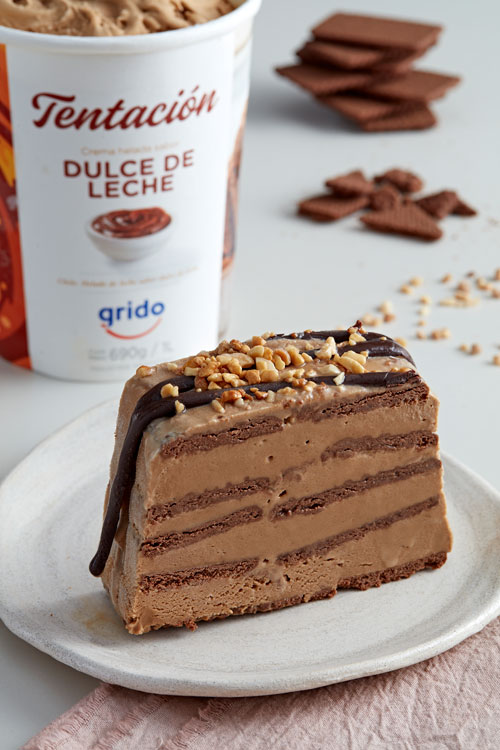 Tentación
Crema helada sabor
DULCE DE
LECHE
grido
690g / 1L